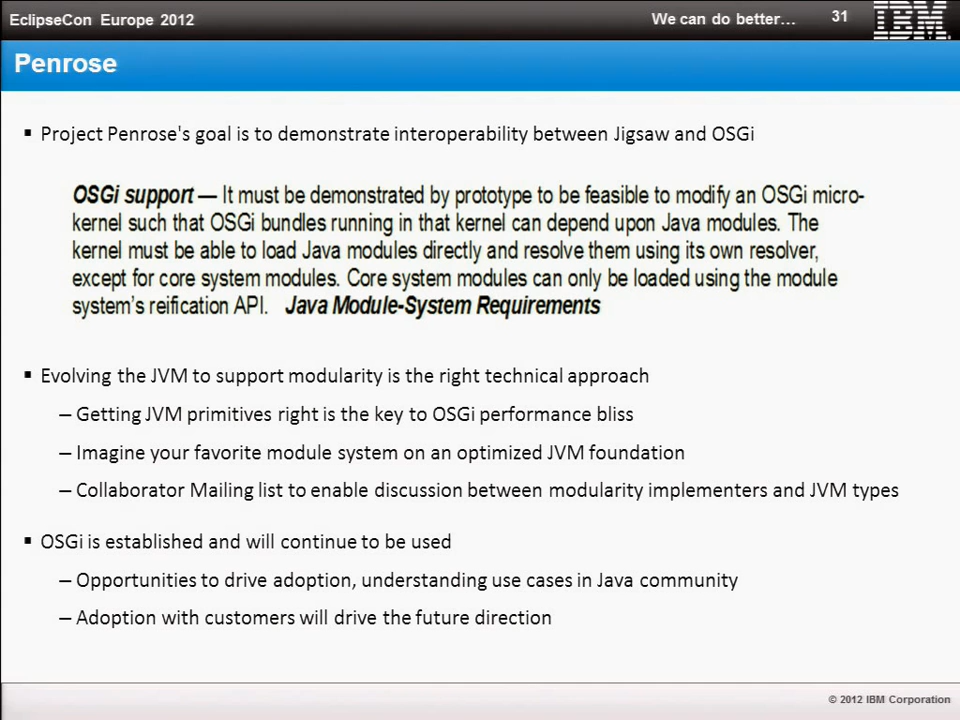 EclipseCon Europe 2012
We can do better…
31
IBM
Penrose
▪ Project Penrose's goal is to demonstrate interoperability between Jigsaw and OSGi
OSGi support — It must be demonstrated by prototype to be feasible to modify an OSGi micro-
kernel such that OSGi bundles running in that kernel can depend upon Java modules. The
kernel must be able to load Java modules directly and resolve them using its own resolver,
except for core system modules. Core system modules can only be loaded using the module
system's reification API. Java Module-System Requirements
▪ Evolving the JVM to support modularity is the right technical approach
– Getting JVM primitives right is the key to OSGi performance bliss
– Imagine your favorite module system on an optimized JVM foundation
– Collaborator Mailing list to enable discussion between modularity implementers and JVM types
▪ OSGi is established and will continue to be used
– Opportunities to drive adoption, understanding use cases in Java community
– Adoption with customers will drive the future direction
© 2012 IBM Corporation